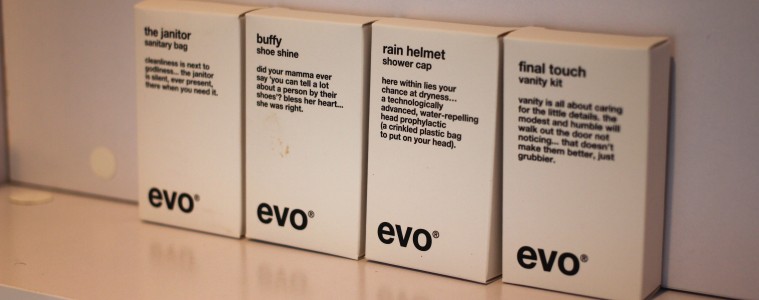 the janitor
sanitary bag
cleanliness is next to
godliness... the janitor
is silent, ever present,
there when you need it.
evo®
buffy
shoe shine
did your mamma ever
say 'you can tell a lot
about a person by their
shoes'? bless her heart...
she was right.
evo®
rain helmet
shower cap
here within lies your
chance at dryness...
a technologically
advanced, water-repelling
head prophylactic
(a crinkled plastic bag
to put on your head).
evo®
final touch
vanity kit
vanity is all about caring
for the little details. the
modest and humble will
walk out the door not
noticing... that doesn't
make them better, just
grubbier.
evo®